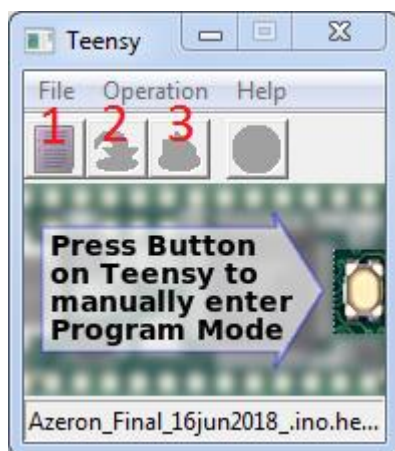 Teensy
File Operation Help
1 2 3
Press Button
on Teensy to
manually enter
Program Mode
Azeron_Final_16jun2018_.ino.he...